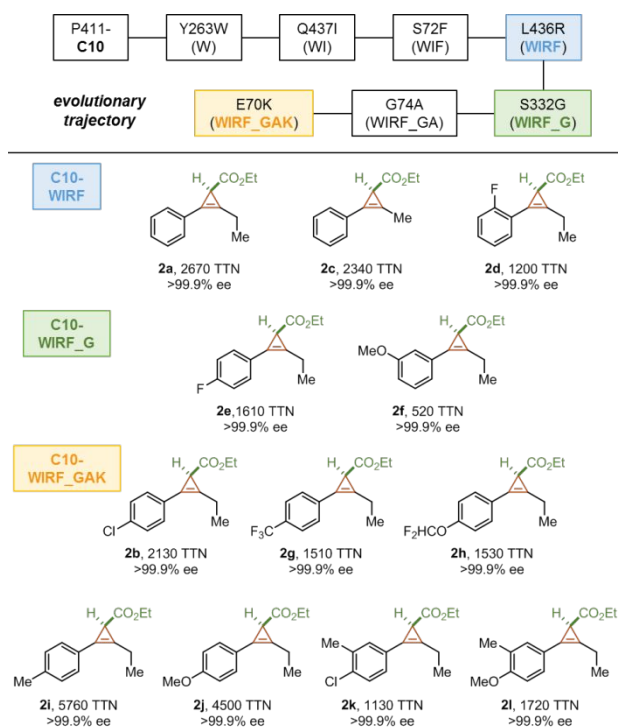 P411- Y263W Q437I S72F L436R
C10 (W) (WI) (WIF) (WIRF)
evolutionary E70K G74A S332G
trajectory (WIRF_GAK) (WIRF_GA) (WIRF_G)
C10-
WIRF
H, CO2Et H, CO2Et H, CO2Et
F
Me Me Me
2a, 2670 TTN 2c, 2340 TTN 2d, 1200 TTN
>99.9% ee >99.9% ee >99.9% ee
C10-
WIRF_G
H, CO2Et H, CO2Et
MeO
F Me Me
2e,1610 TTN 2f, 520 TTN
>99.9% ee >99.9% ee
C10-
WIRF_GAK
H, CO2Et H, CO2Et H, CO2Et
Cl Me F3C Me F2HCO Me
2b, 2130 TTN 2g, 1510 TTN 2h, 1530 TTN
>99.9% ee >99.9% ee >99.9% ee
H, CO2Et H, CO2Et H, CO2Et H, CO2Et
Me Me
Me Me MeO Me Cl Me MeO Me
2i, 5760 TTN 2j, 4500 TTN 2k, 1130 TTN 2l, 1720 TTN
>99.9% ee >99.9% ee >99.9% ee >99.9% ee